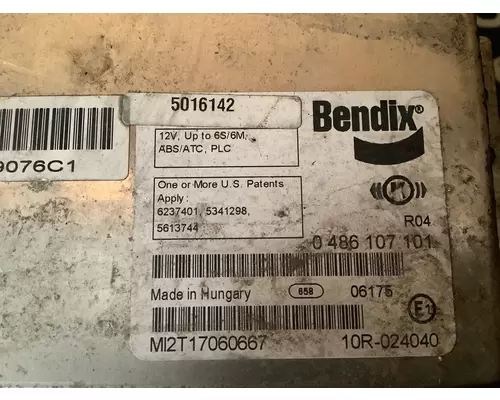 5016142
Bendix®
12V, Up to 6S/6M,
ABS/ATC, PLC
9076C1
One or More U.S. Patents
Apply :
6237401, 5341298,
5613744
K
R04
0 486 107 101
Made in Hungary 658 06175
E1
MI2T17060667 10R-024040